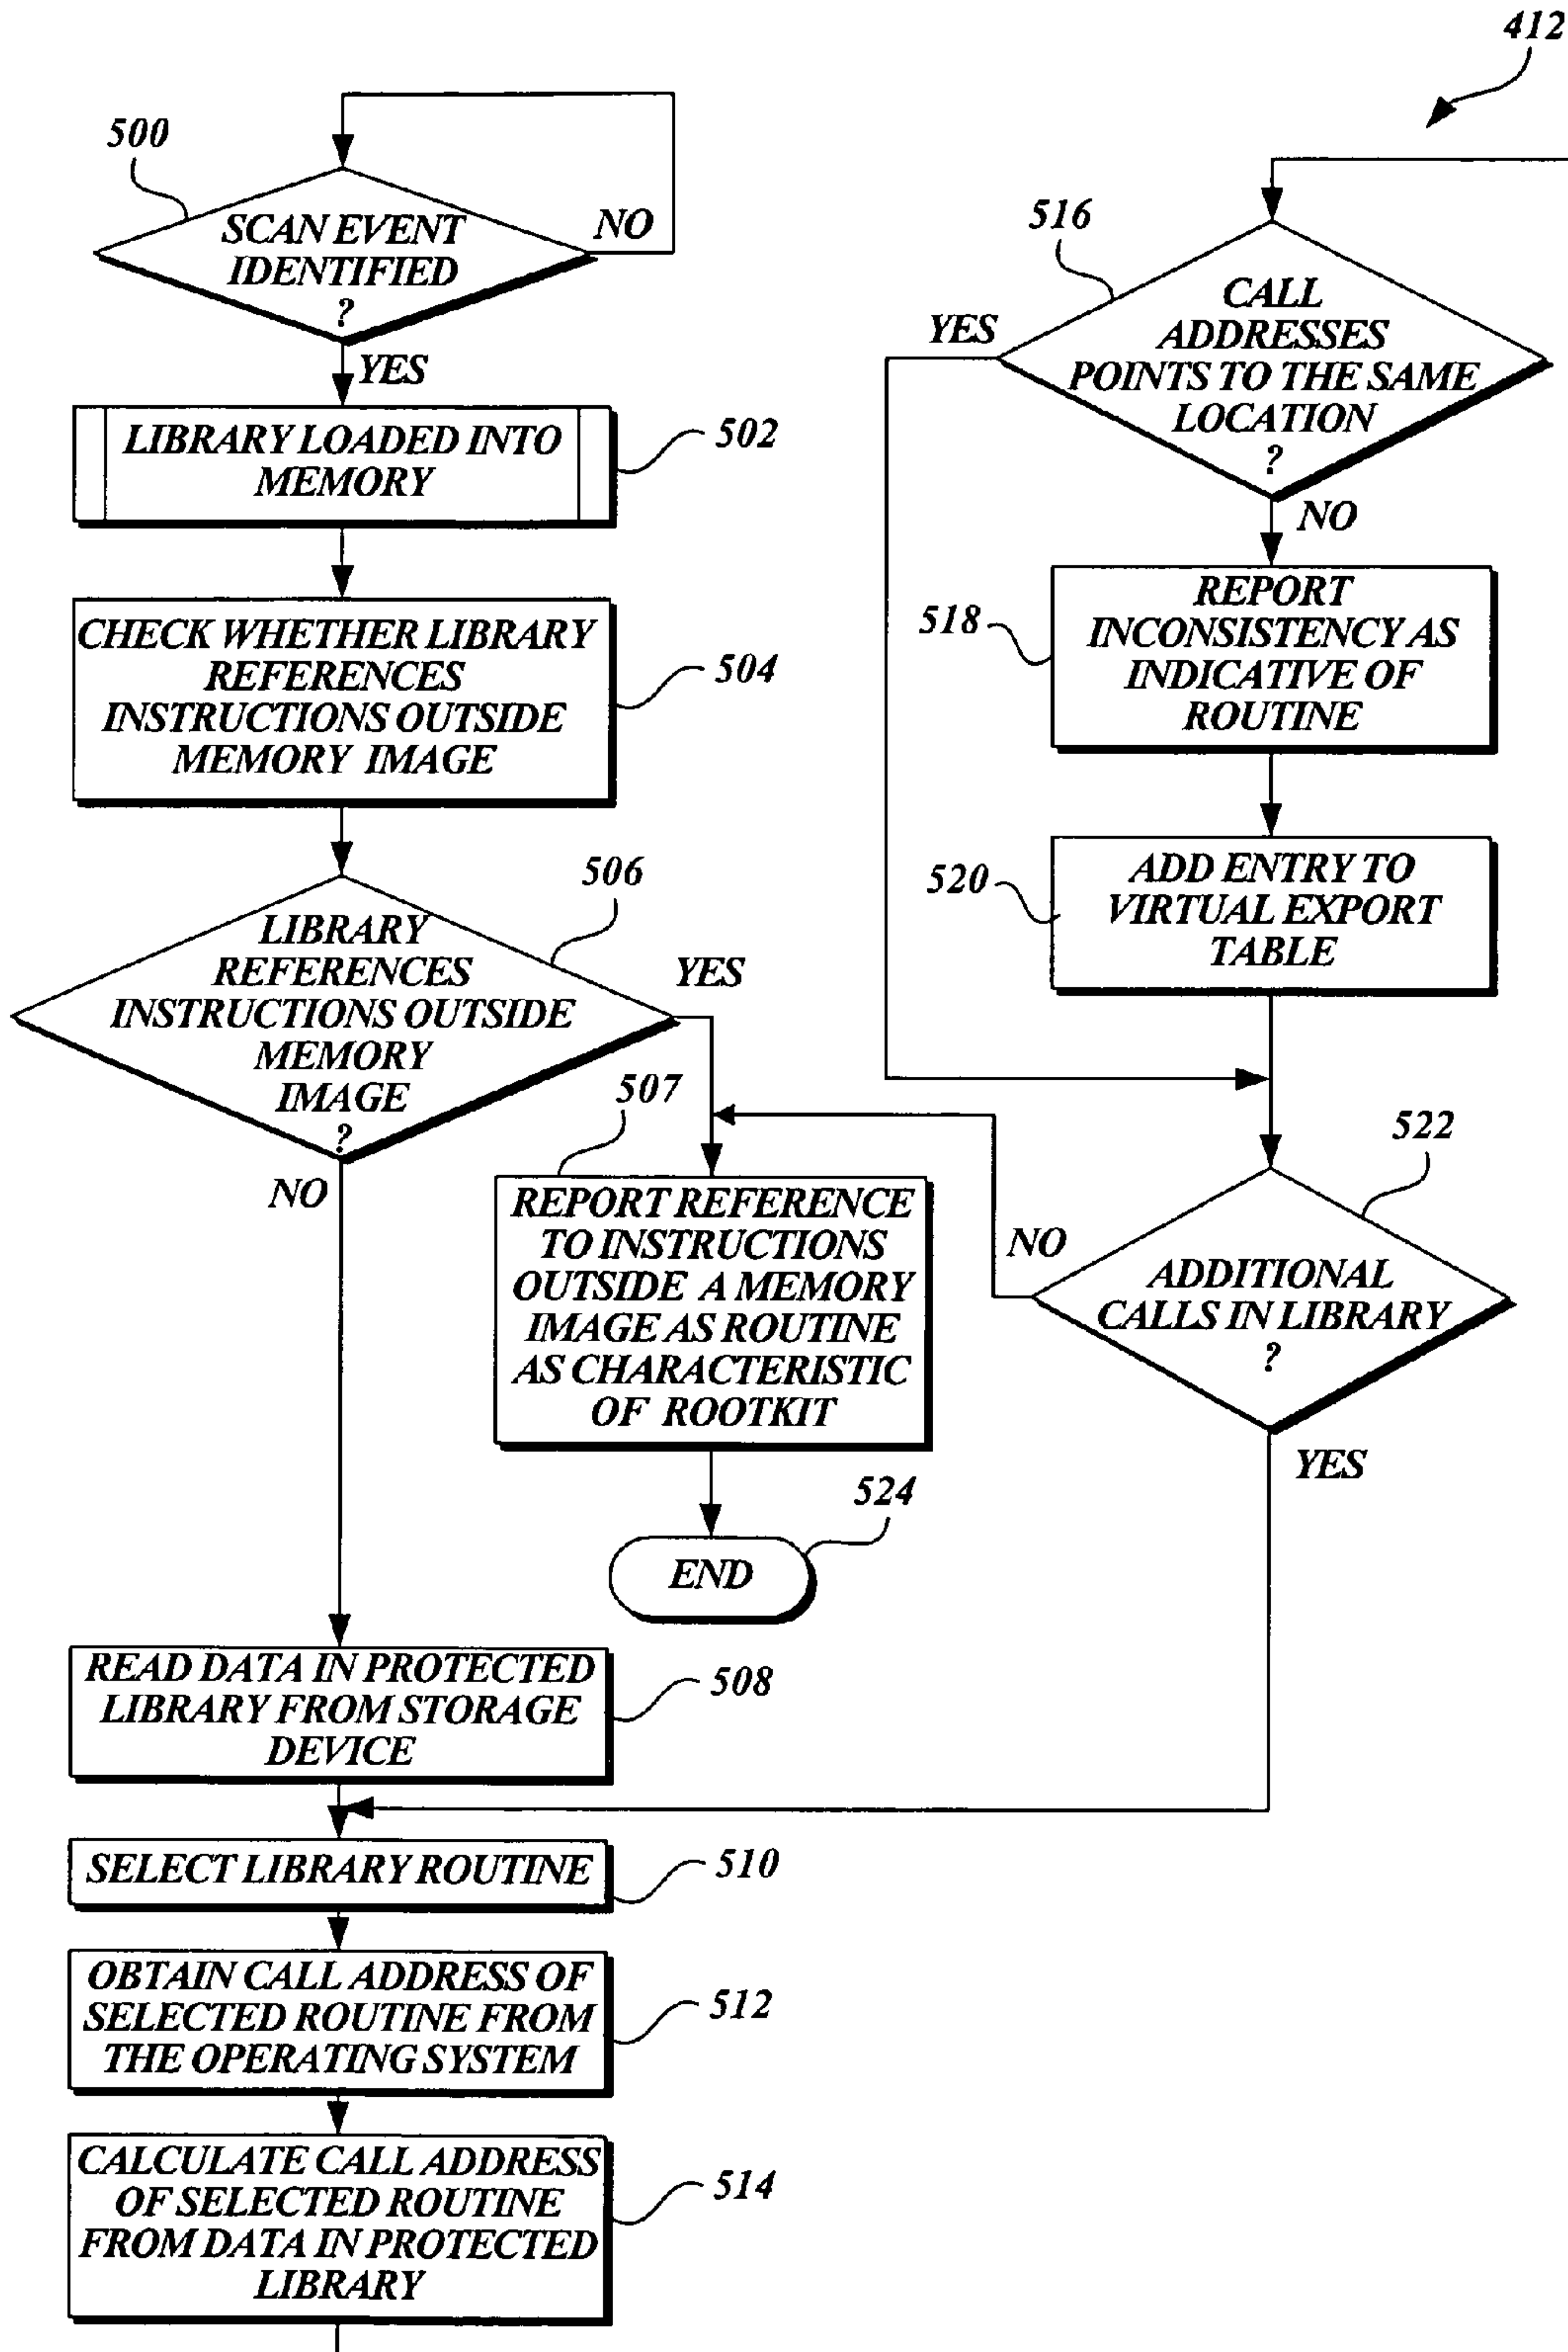 412
500
SCAN EVENT
IDENTIFIED
?
NO
YES
LIBRARY LOADED INTO
MEMORY
502
CHECK WHETHER LIBRARY
REFERENCES
INSTRUCTIONS OUTSIDE
MEMORY IMAGE
504
506
LIBRARY
REFERENCES
INSTRUCTIONS OUTSIDE
MEMORY
IMAGE
?
YES
NO
507
REPORT REFERENCE
TO INSTRUCTIONS
OUTSIDE A MEMORY
IMAGE AS ROUTINE
AS CHARACTERISTIC
OF ROOTKIT
524
END
READ DATA IN PROTECTED
LIBRARY FROM STORAGE
DEVICE
508
SELECT LIBRARY ROUTINE
510
OBTAIN CALL ADDRESS OF
SELECTED ROUTINE FROM
THE OPERATING SYSTEM
512
CALCULATE CALL ADDRESS
OF SELECTED ROUTINE
FROM DATA IN PROTECTED
LIBRARY
514
516
CALL
ADDRESSES
POINTS TO THE SAME
LOCATION
?
YES
NO
REPORT
INCONSISTENCY AS
INDICATIVE OF
ROUTINE
518
ADD ENTRY TO
VIRTUAL EXPORT
TABLE
520
522
ADDITIONAL
CALLS IN LIBRARY
?
NO
YES